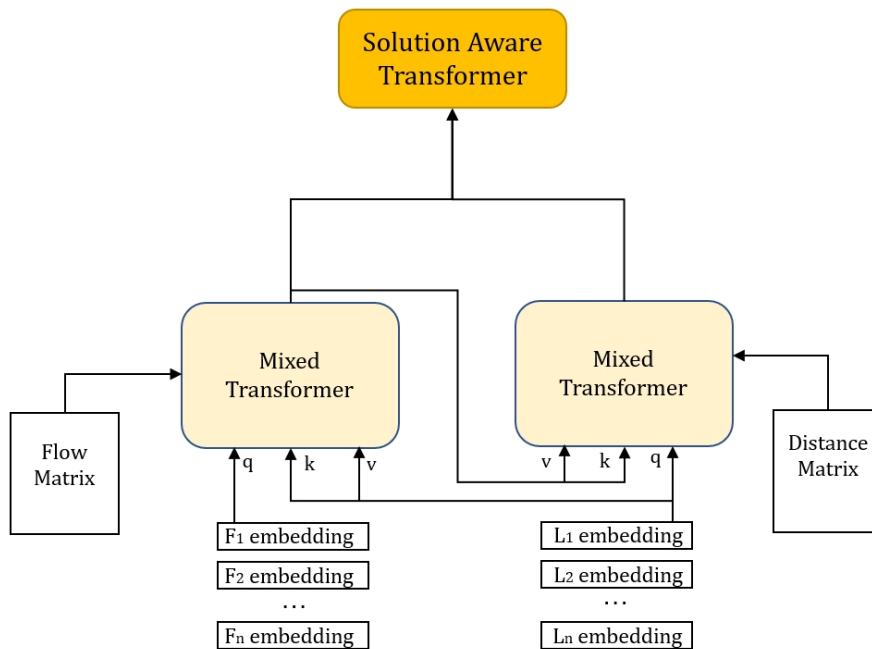 Solution Aware
Transformer
Mixed
Transformer
Mixed
Transformer
Flow
Matrix
Distance
Matrix
q
k
v
v
k
q
F1 embedding
L1 embedding
F2 embedding
L2 embedding
...
...
Fn embedding
Ln embedding